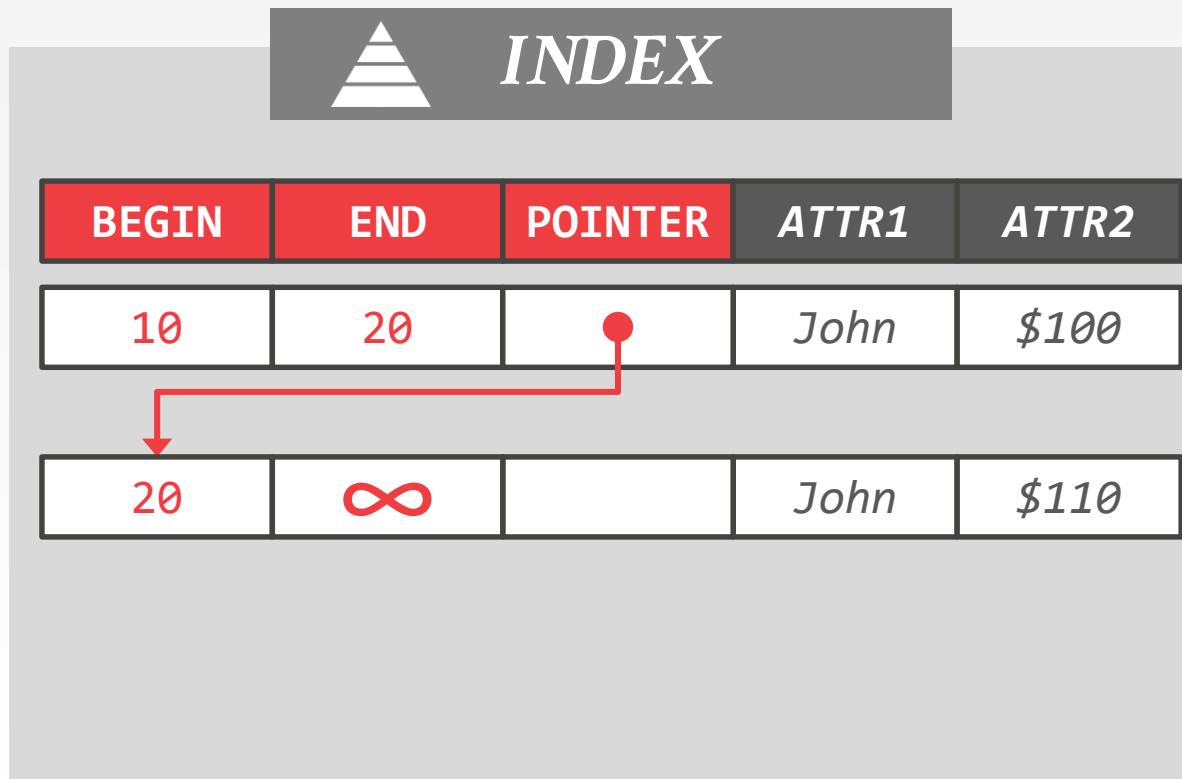 INDEX
BEGIN END POINTER ATTR1 ATTR2
10 20 John $100
20 ∞ John $110